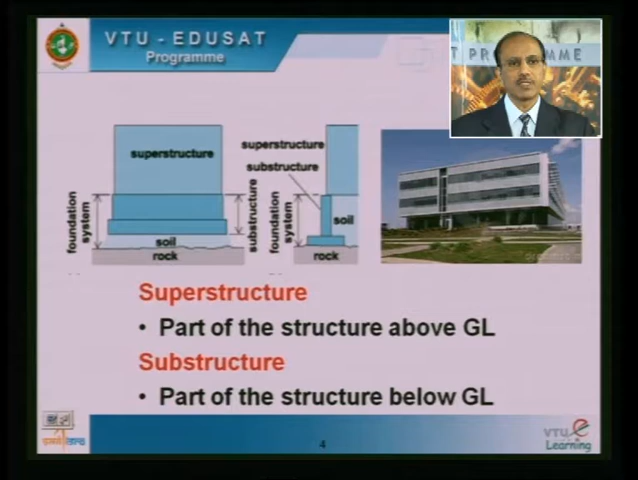 VTU - EDUSAT
Programme
T PROGRAMME
superstructure
foundation
system
substructure
soil
rock
superstructure
substructure
foundation
system
soil
rock
Superstructure
• Part of the structure above GL
Substructure
• Part of the structure below GL
4
VTU e
Learning